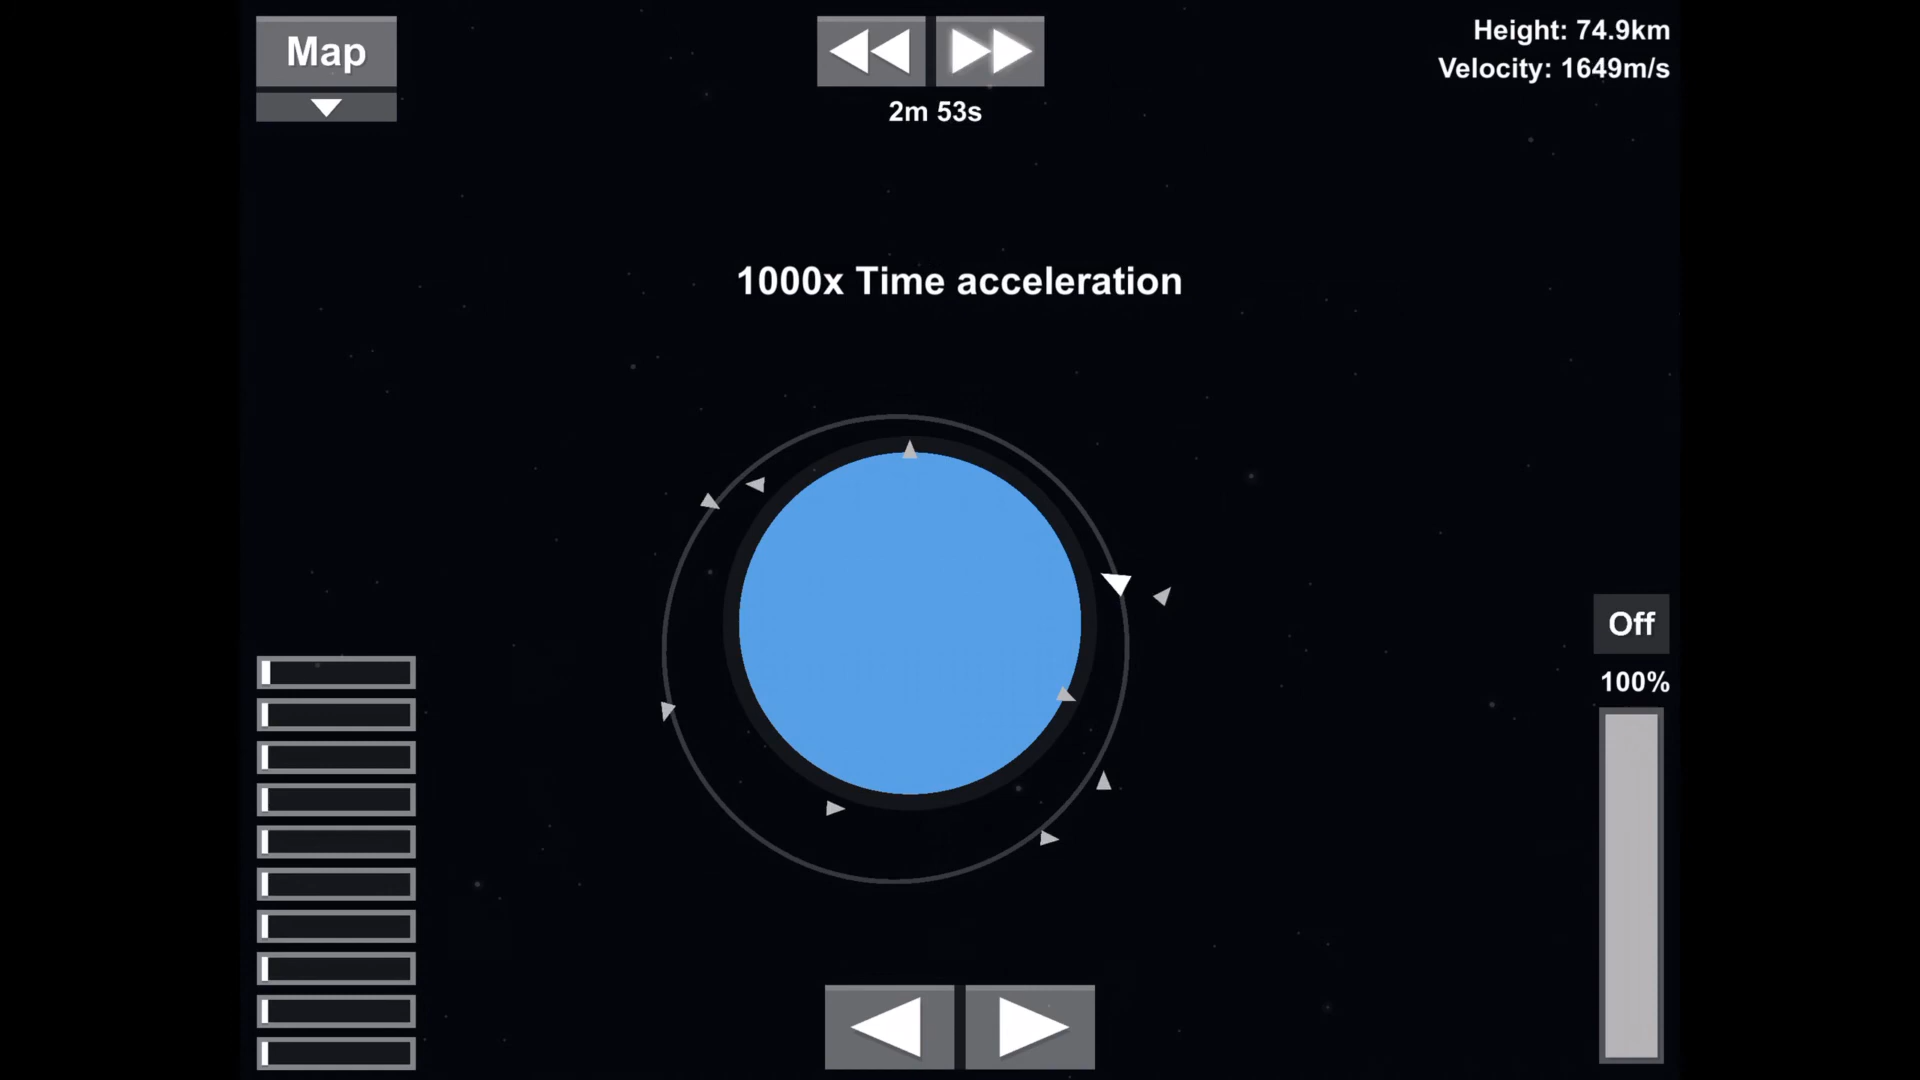 Map
2m 53s
Height: 74.9km
Velocity: 1649m/s
1000x Time acceleration
Off
100%